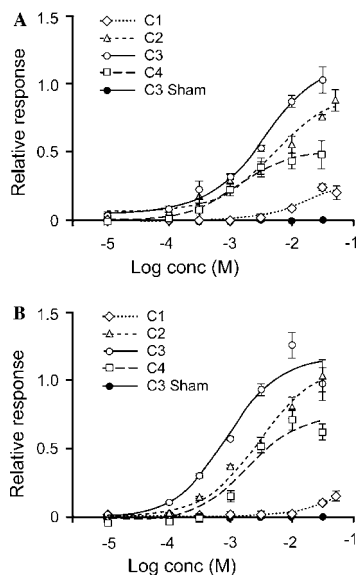 A
C1
C2
C3
C4
C3 Sham
Relative response
1.5
1.0
0.5
0
-5 -4 -3 -2 -1
Log conc (M)
B
C1
C2
C3
C4
C3 Sham
Relative response
1.5
1.0
0.5
0
-5 -4 -3 -2 -1
Log conc (M)